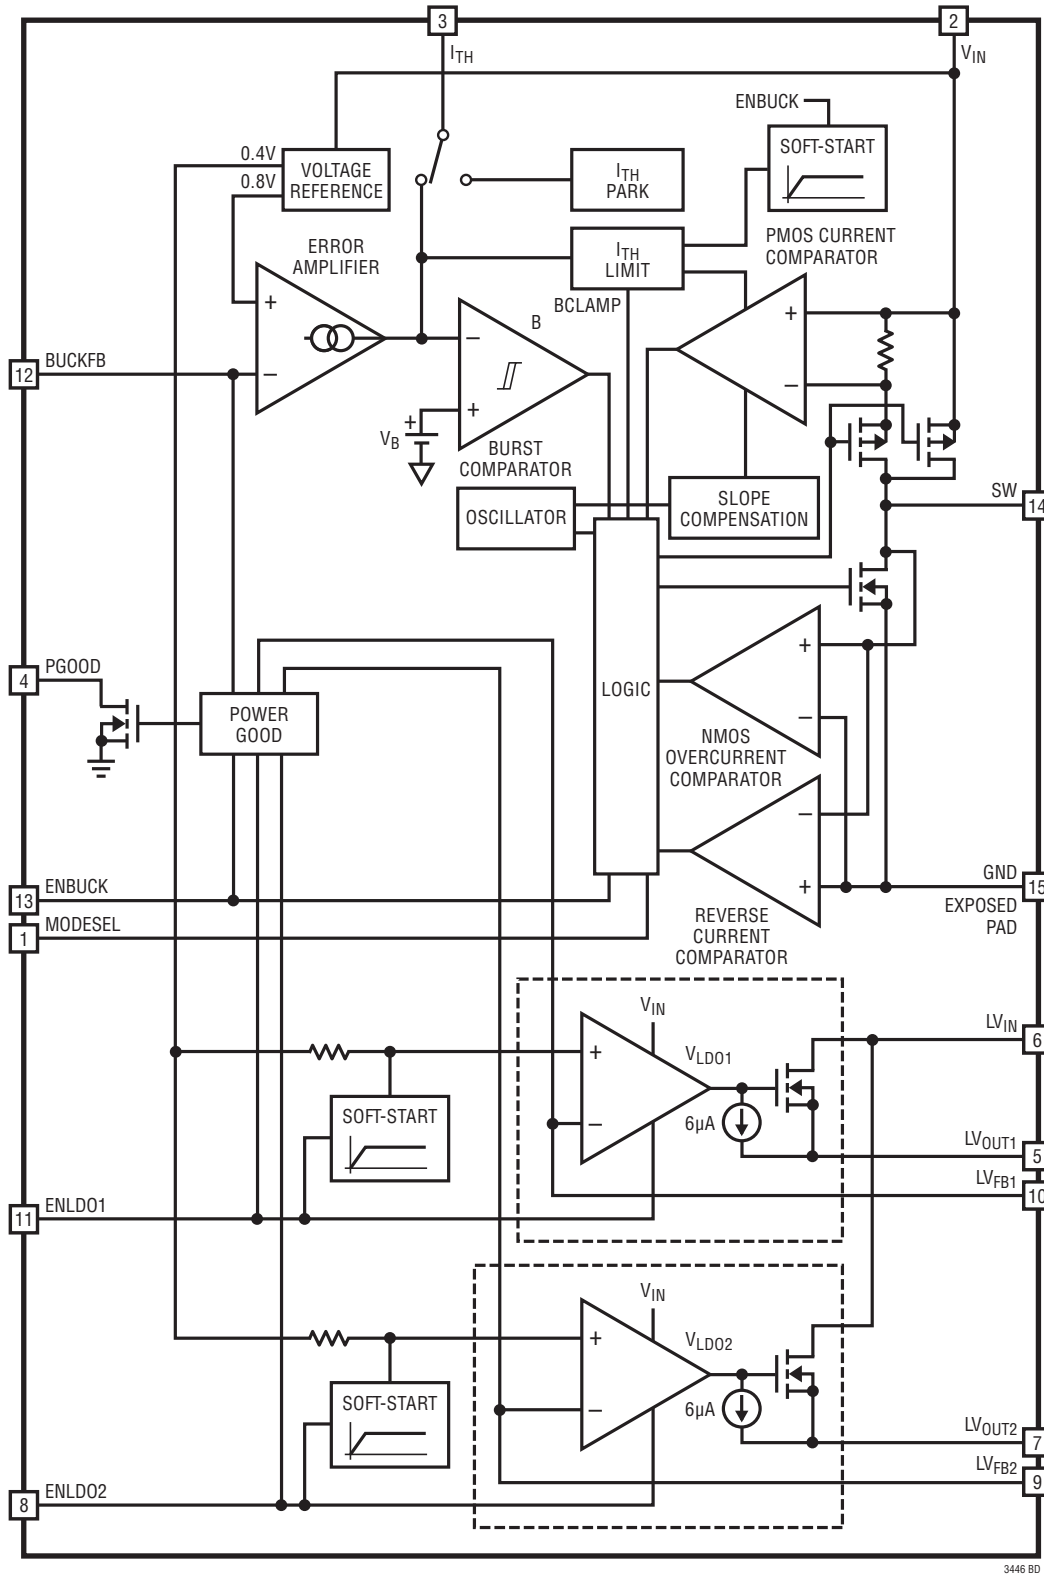 3
2
ITH
VIN
ENBUCK
0.4V
0.8V
VOLTAGE
REFERENCE
ITH
PARK
SOFT-START
ERROR
AMPLIFIER
ITH
LIMIT
PMOS CURRENT
COMPARATOR
BCLAMP
B
+
–
–
+
+
–
12
BUCKFB
+
VB
BURST
COMPARATOR
OSCILLATOR
SLOPE
COMPENSATION
SW
14
4
PGOOD
POWER
GOOD
LOGIC
+
–
NMOS
OVERCURRENT
COMPARATOR
–
+
REVERSE
CURRENT
COMPARATOR
13
ENBUCK
1
MODESEL
GND
15
EXPOSED
PAD
VIN
LVIN
6
+
–
VLDO1
6µA
SOFT-START
LVOUT1
5
LVFB1
10
11
ENLDO1
VIN
+
–
VLDO2
6µA
SOFT-START
LVOUT2
7
LVFB2
9
8
ENLDO2
3446 BD